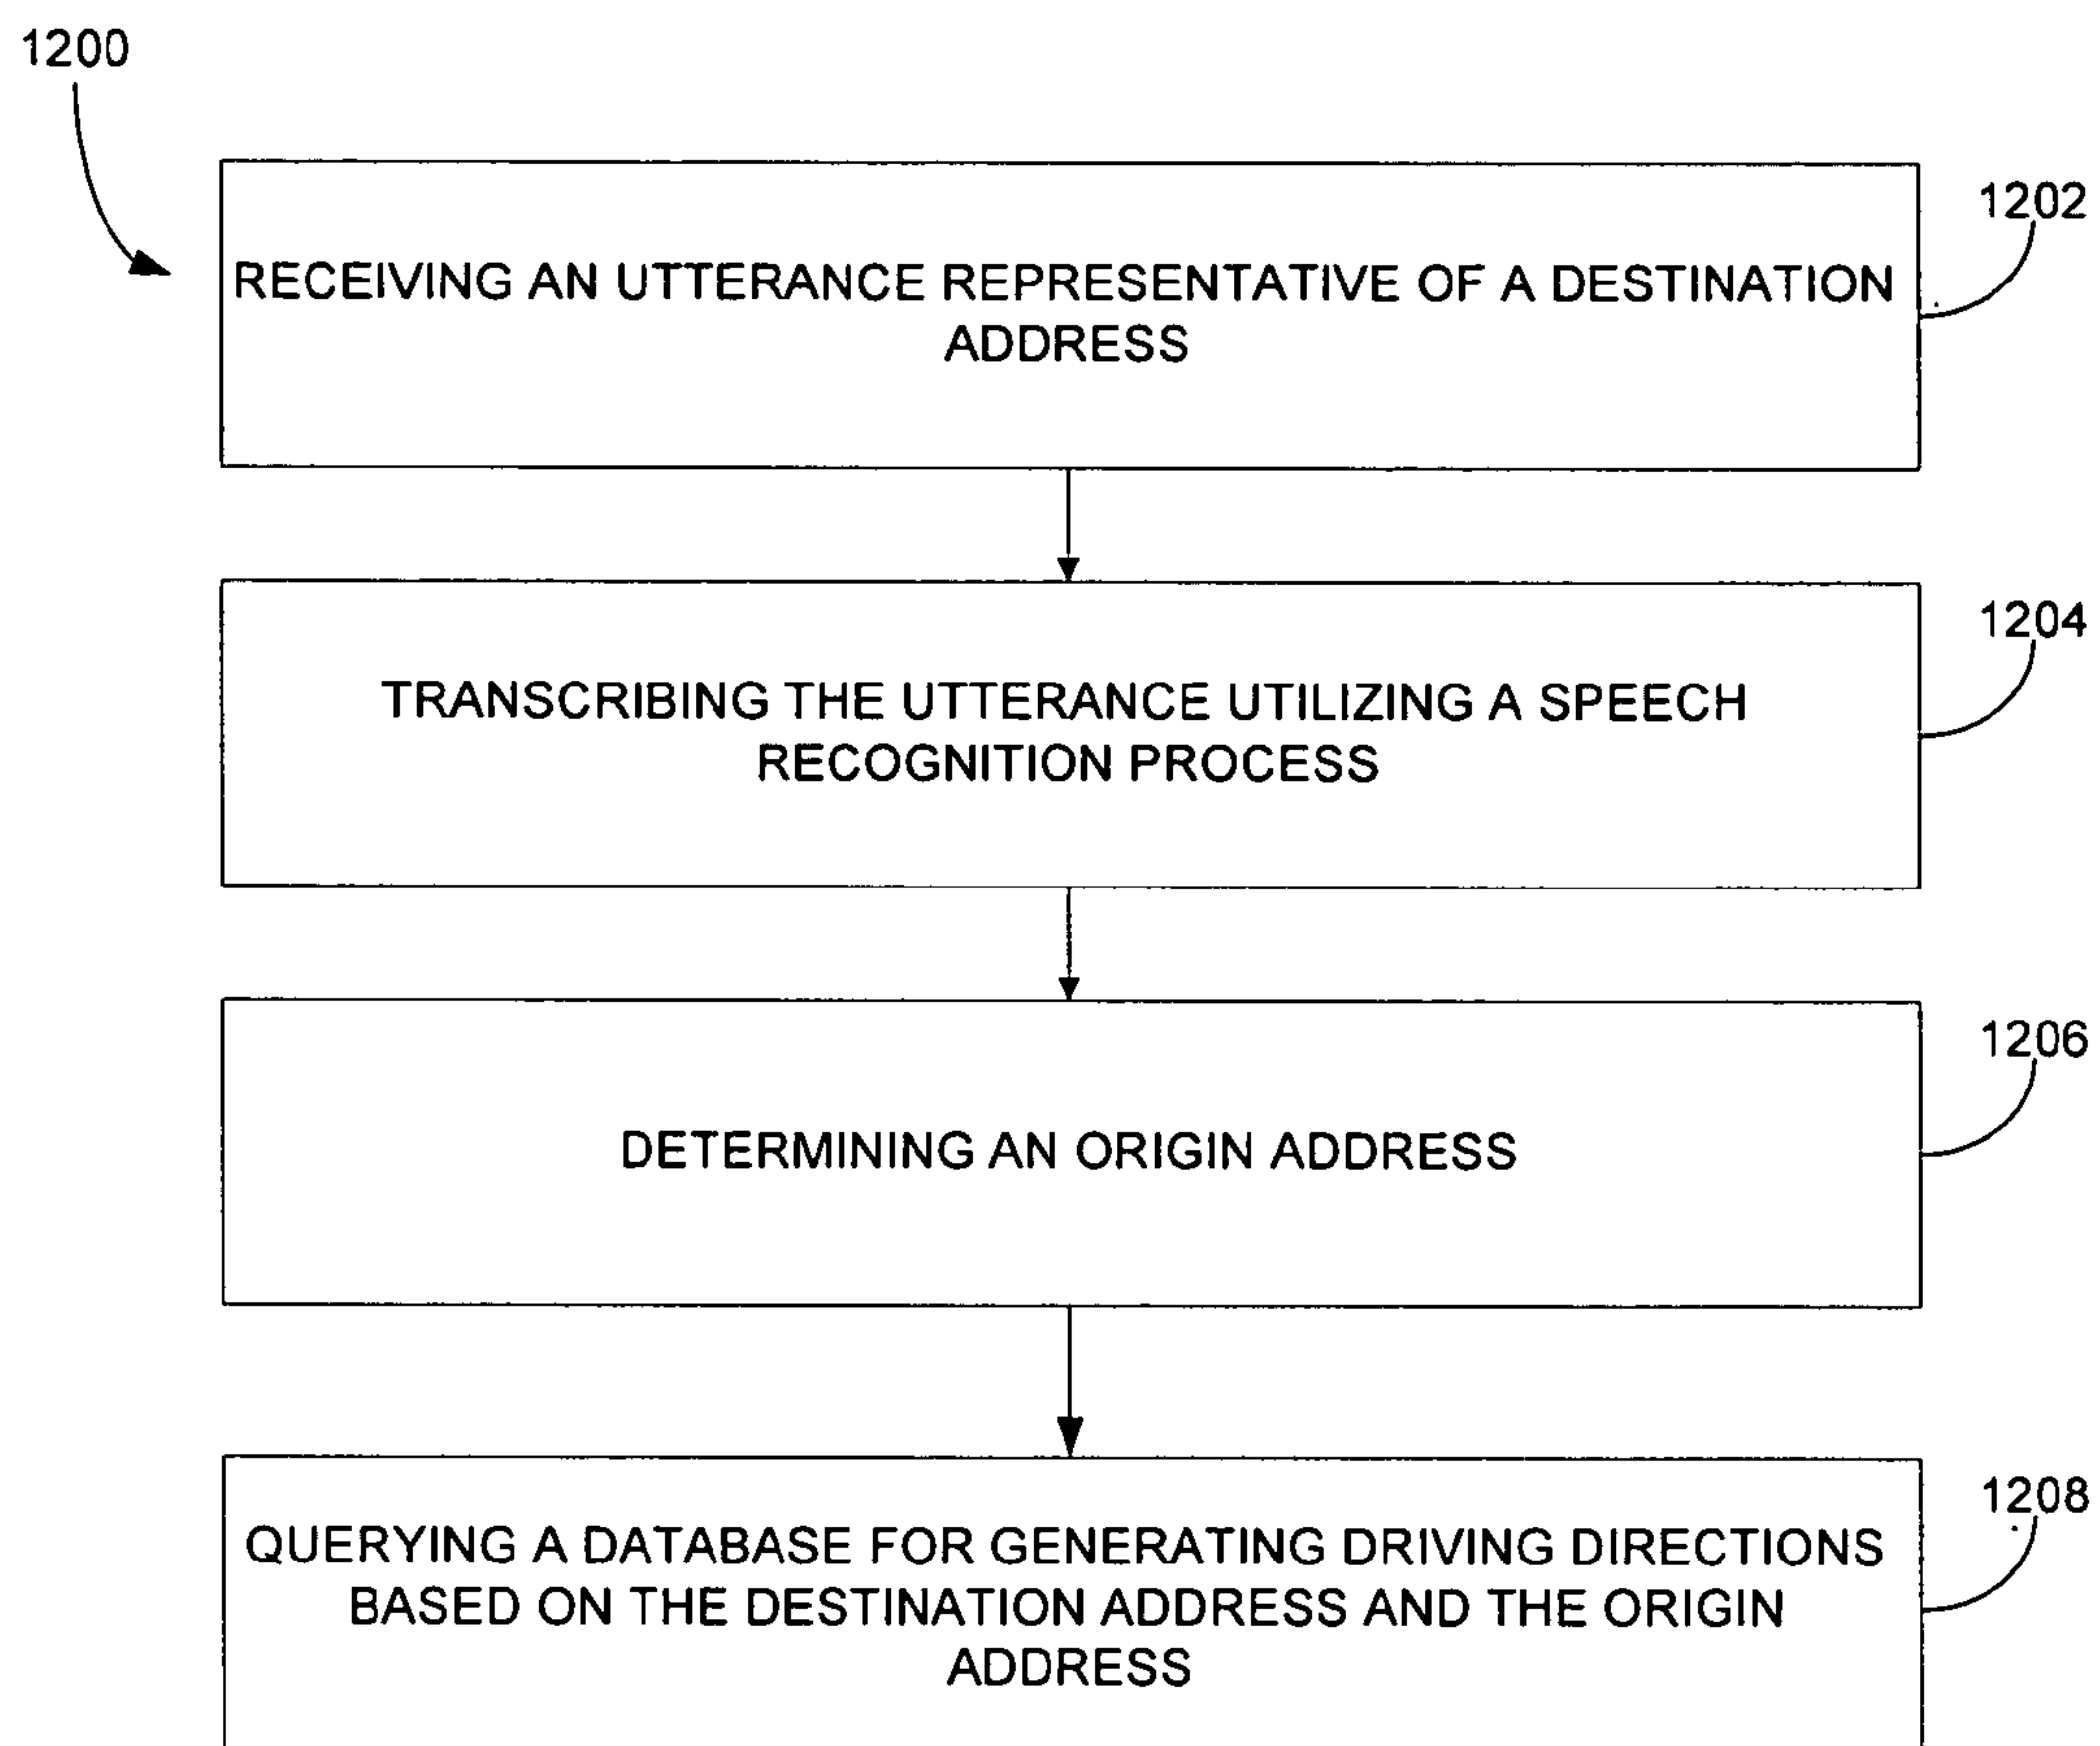 1200
1202
RECEIVING AN UTTERANCE REPRESENTATIVE OF A DESTINATION
ADDRESS
1204
TRANSCRIBING THE UTTERANCE UTILIZING A SPEECH
RECOGNITION PROCESS
1206
DETERMINING AN ORIGIN ADDRESS
1208
QUERYING A DATABASE FOR GENERATING DRIVING DIRECTIONS
BASED ON THE DESTINATION ADDRESS AND THE ORIGIN
ADDRESS